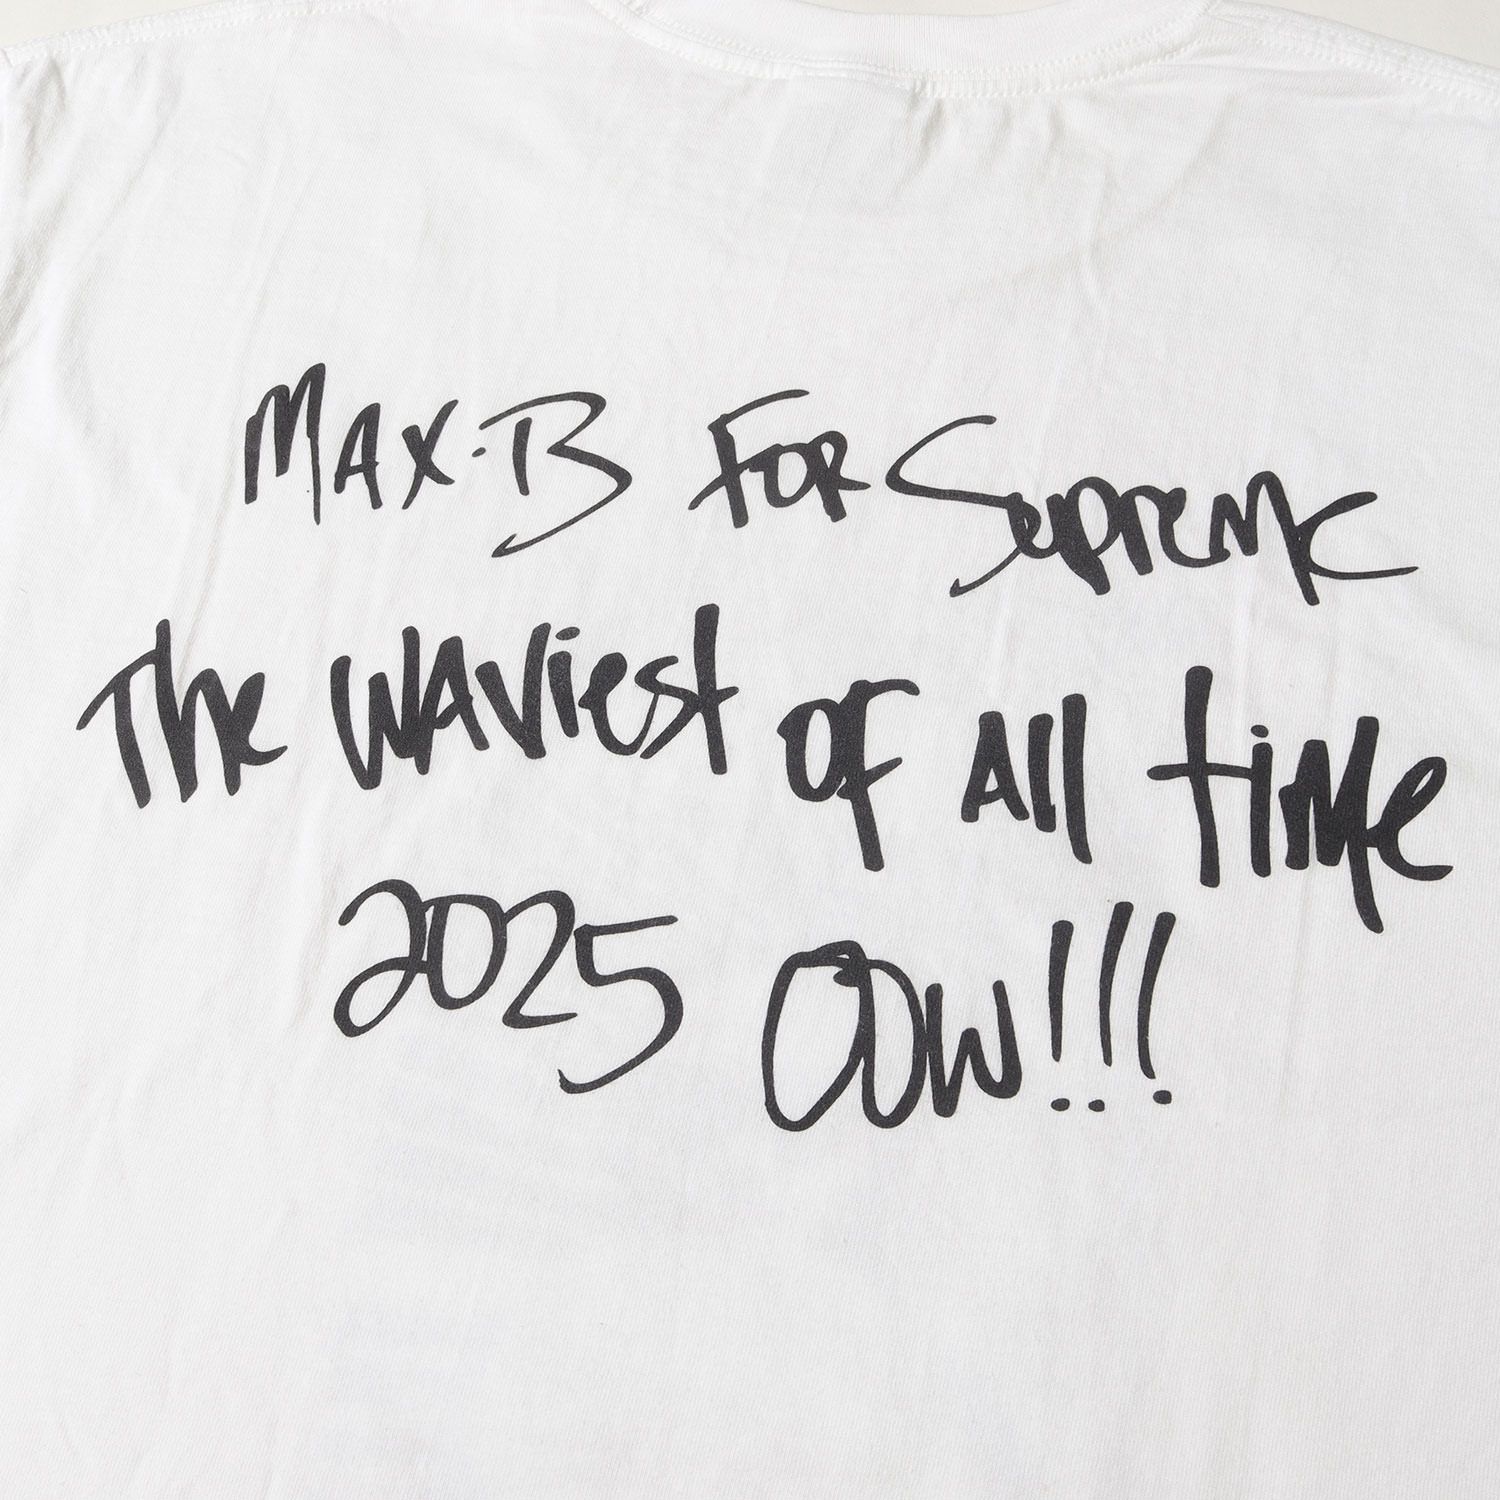 MAX.B FOR Supreme
The WAViest OF All time
2025 OOW!!!